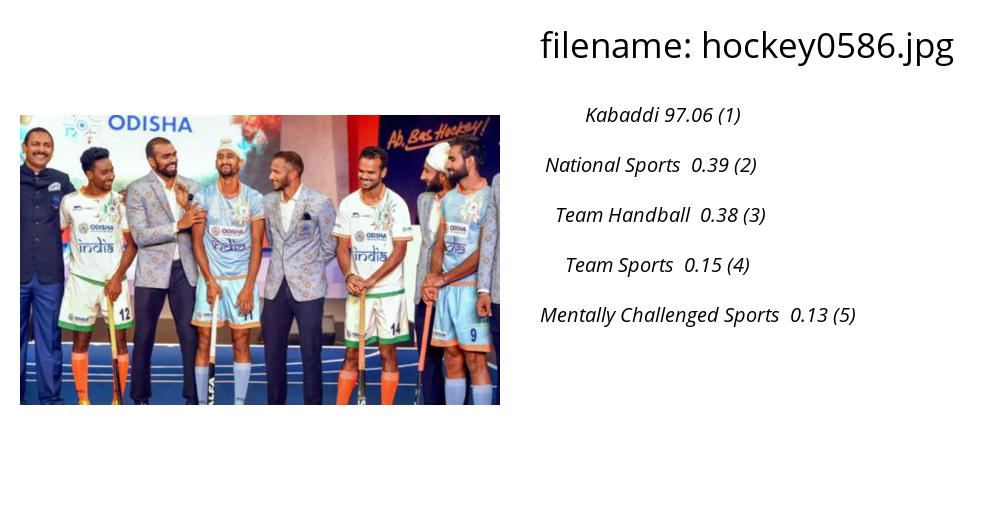 filename: hockey0586.jpg
Kabaddi 97.06 (1)
National Sports 0.39 (2)
Team Handball 0.38 (3)
Team Sports 0.15 (4)
Mentally Challenged Sports 0.13 (5)
ODISHA
Ab, Bas Hockey!
ODISHA
india
12
ODISHA
india
11
ODISHA
india
14
ODISHA
india
9